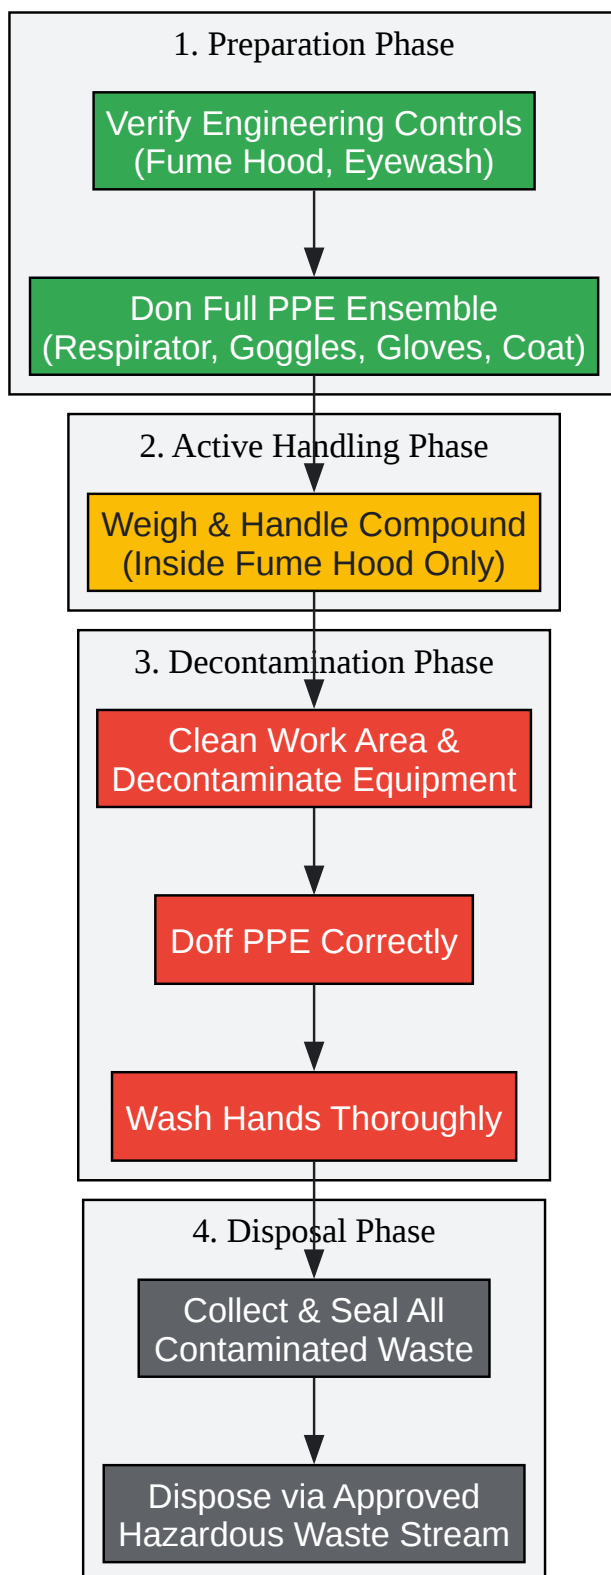 1. Preparation Phase
Verify Engineering Controls
(Fume Hood, Eyewash)
Don Full PPE Ensemble
(Respirator, Goggles, Gloves, Coat)
2. Active Handling Phase
Weigh & Handle Compound
(Inside Fume Hood Only)
3. Decontamination Phase
Clean Work Area &
Decontaminate Equipment
Doff PPE Correctly
Wash Hands Thoroughly
4. Disposal Phase
Collect & Seal All
Contaminated Waste
Dispose via Approved
Hazardous Waste Stream